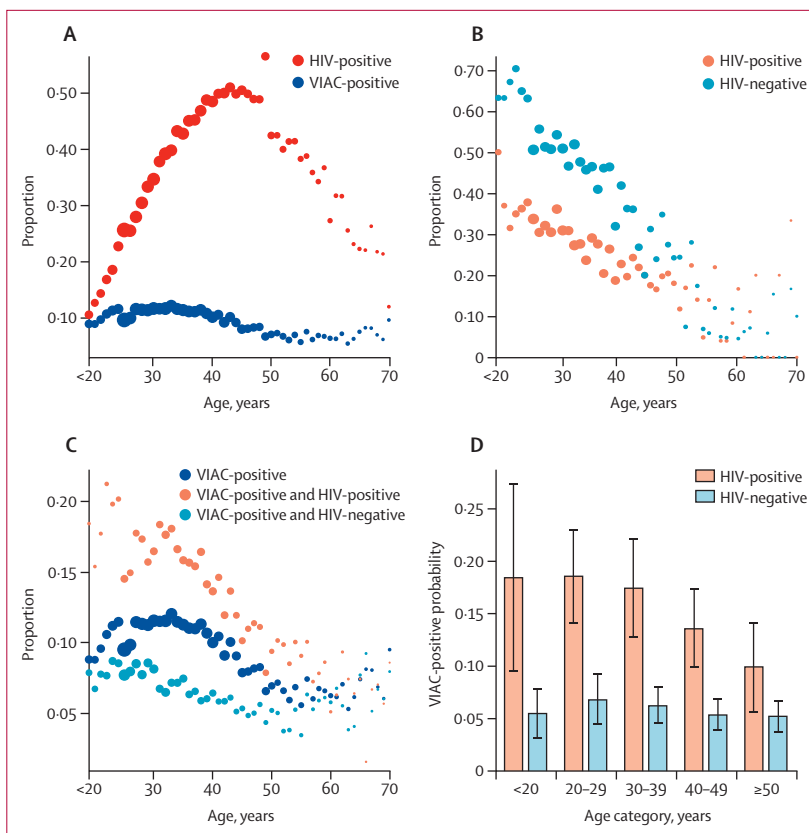 A
HIV-positive
VIAC-positive
0·50
0·40
0·30
0·20
0·10
Proportion
<20
30
40
50
60
70
Age, years
B
HIV-positive
HIV-negative
0·70
0·50
0·40
0·30
0·20
0·10
0
Proportion
<20
30
40
50
60
70
Age, years
C
VIAC-positive
VIAC-positive and HIV-positive
VIAC-positive and HIV-negative
0·20
0·15
0·10
0·05
Proportion
<20
30
40
50
60
70
Age, years
D
HIV-positive
HIV-negative
0·25
0·20
0·15
0·10
0·05
0
VIAC-positive probability
<20
20–29
30–39
40–49
≥50
Age category, years